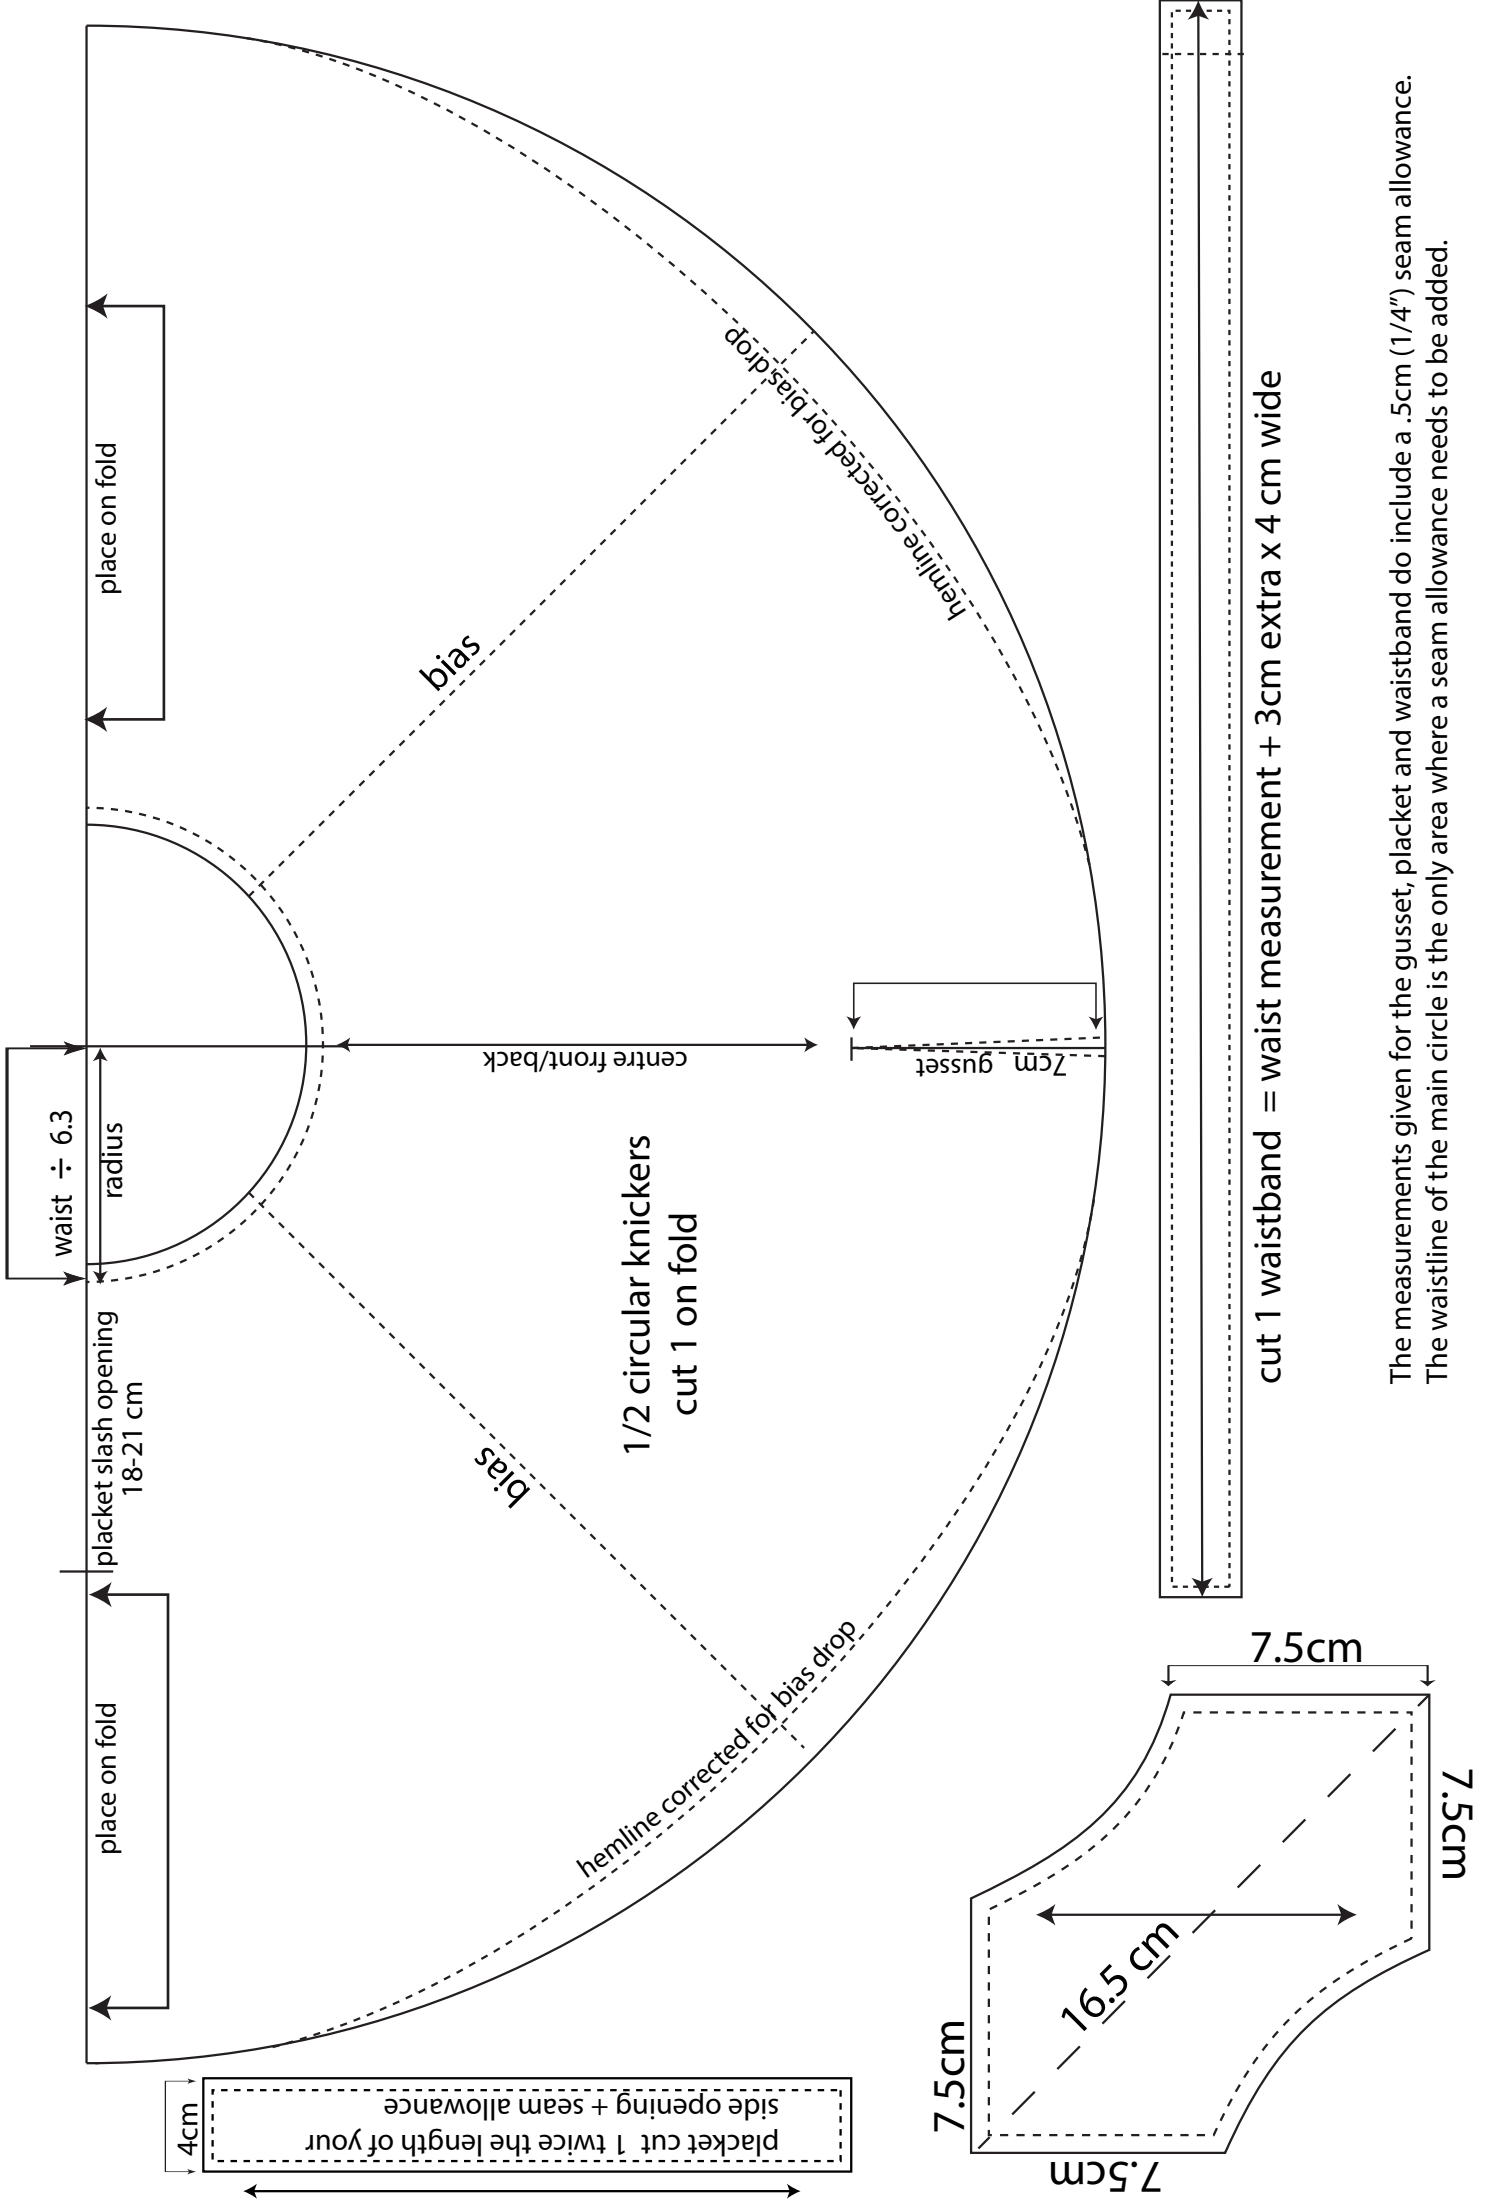 waist ÷ 6.3
radius
place on fold
placket slash opening
18-21 cm
place on fold
bias
bias
hemline corrected for bias drop
hemline corrected for bias drop
centre front/back
7cm gusset
1/2 circular knickers
cut 1 on fold
cut 1 waistband = waist measurement + 3cm extra x 4 cm wide
The measurements given for the gusset, placket and waistband do include a .5cm (1/4”) seam allowance.
The waistline of the main circle is the only area where a seam allowance needs to be added.
4cm
placket cut 1 twice the length of your
side opening + seam allowance
7.5cm
7.5cm
7.5cm
7.5cm
16.5 cm